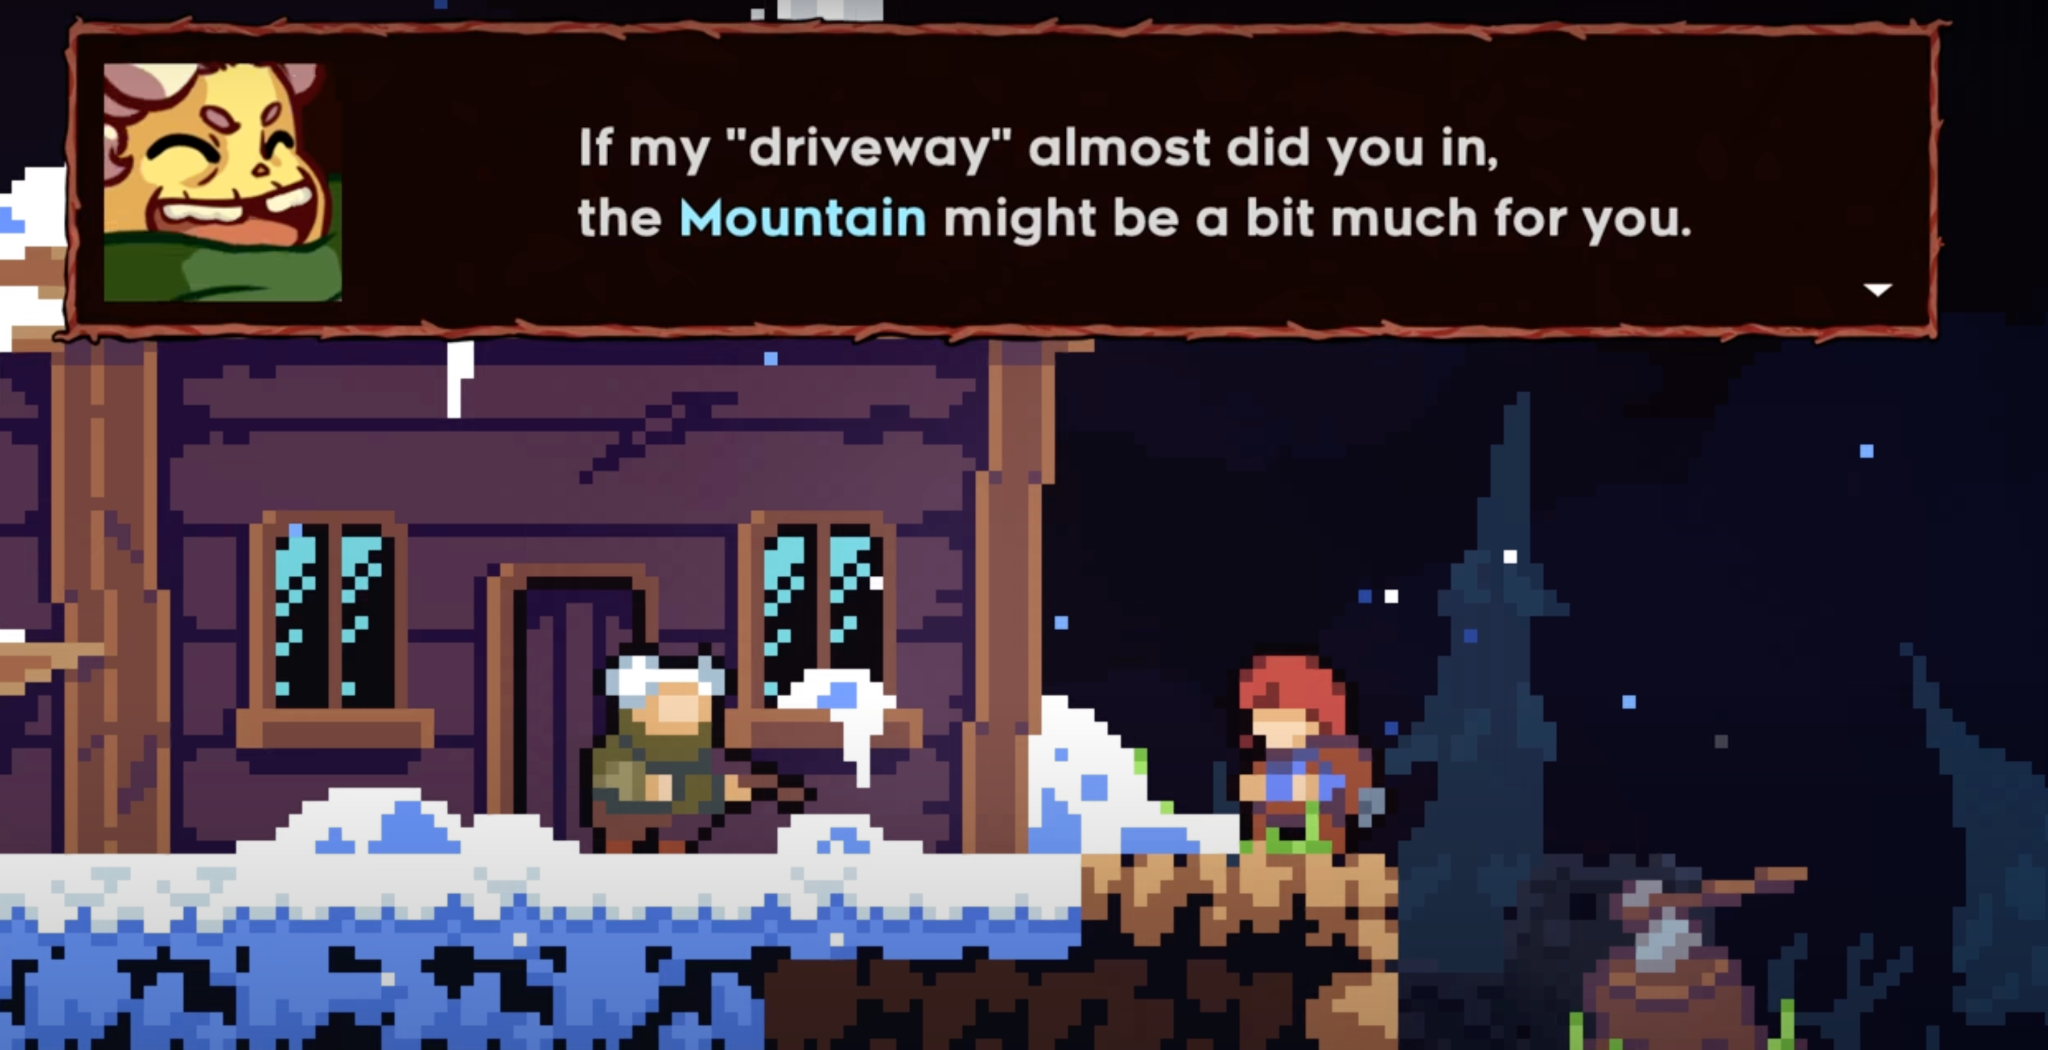 If my "driveway" almost did you in,
the Mountain might be a bit much for you.